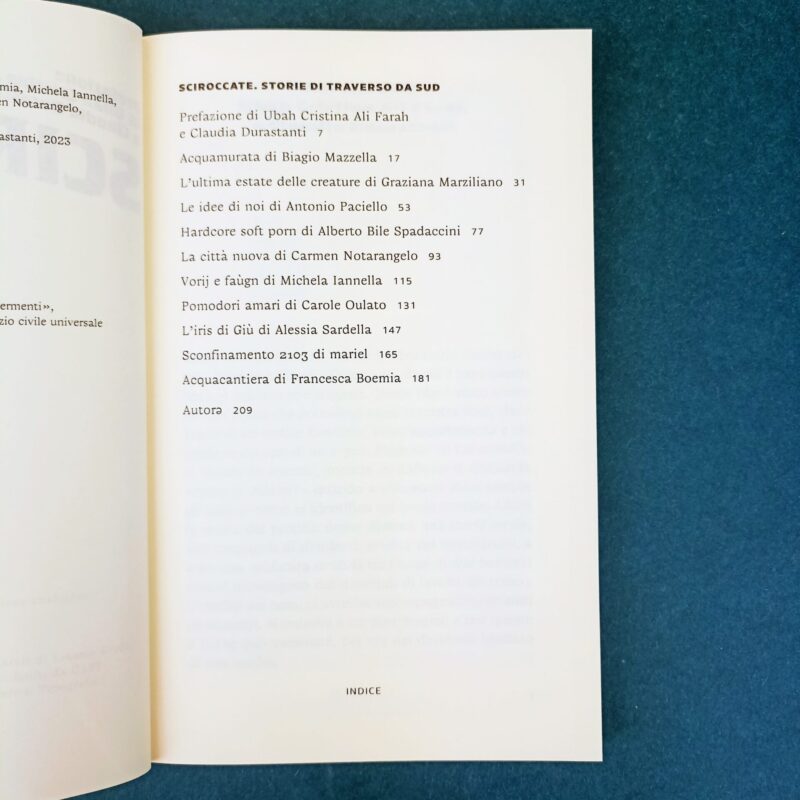 mia, Michela Iannella,
en Notarangelo,
astanti, 2023
ermenti»,
zio civile universale
SCIROCCATE. STORIE DI TRAVERSO DA SUD
Prefazione di Ubah Cristina Ali Farah
e Claudia Durastanti 7
Acquamurata di Biagio Mazzella 17
L'ultima estate delle creature di Graziana Marziliano 31
Le idee di noi di Antonio Paciello 53
Hardcore soft porn di Alberto Bile Spadaccini 77
La città nuova di Carmen Notarangelo 93
Vorij e faùgn di Michela Iannella 115
Pomodori amari di Carole Oulato 131
L'iris di Giù di Alessia Sardella 147
Sconfinamento 2103 di mariel 165
Acquacantiera di Francesca Boemia 181
Autorə 209
INDICE